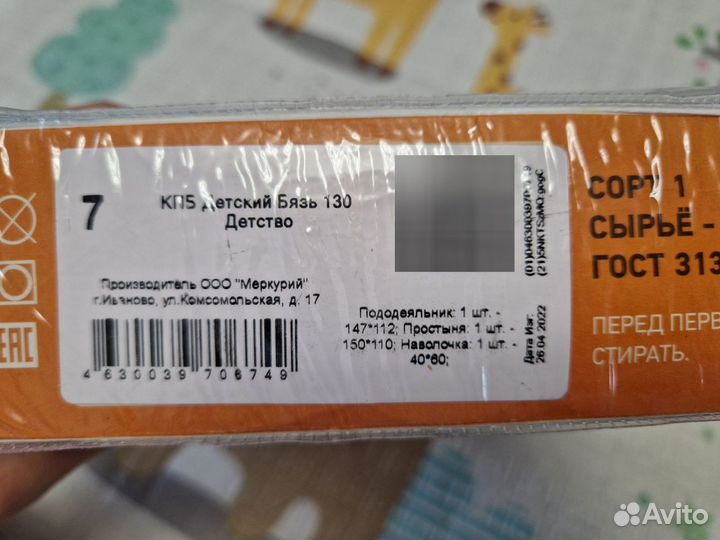 7
КПБ Детский Бязь 130
Детство
Производитель ООО "Меркурий"
г.Иваново, ул.Комсомольская, д. 17
4 630039 706749
Пододеяльник: 1 шт. -
147*112; Простыня: 1 шт. -
150*110; Наволочка: 1 шт. -
40*60;
Дата Изг:
26 04 2022
СОРТ 1
СЫРЬЁ -
ГОСТ 313
ПЕРЕД ПЕРВ
СТИРАТЬ.
EAC
Avito